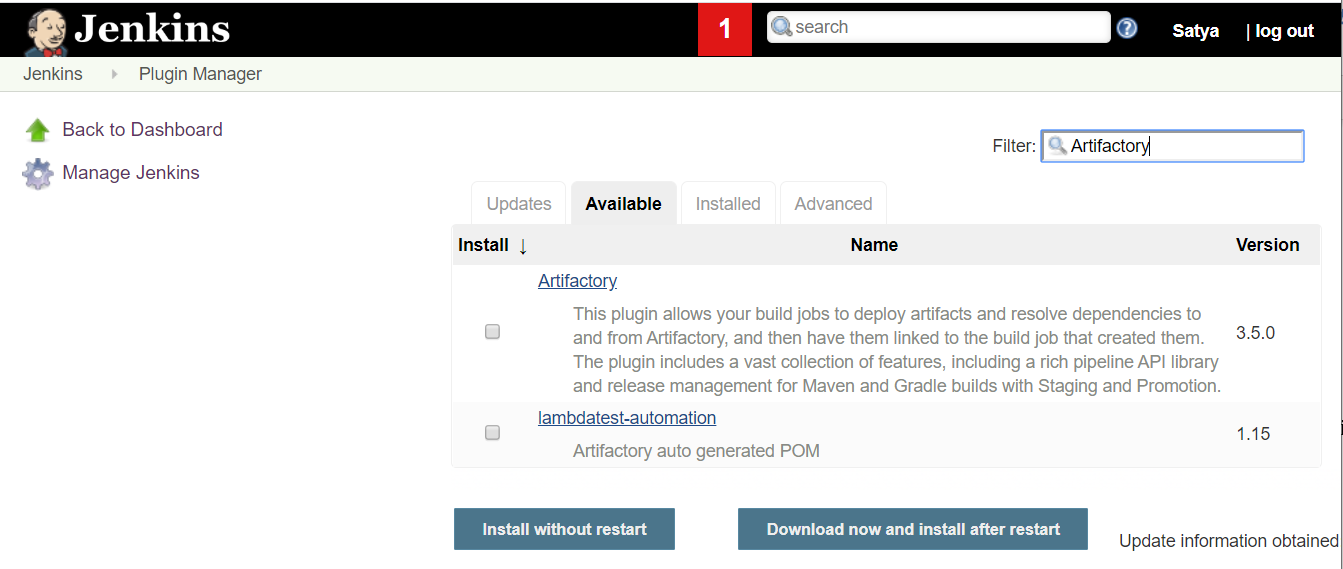 Jenkins
1
search
Satya
| log out
Jenkins
Plugin Manager
Back to Dashboard
Manage Jenkins
Filter: Artifactory
Updates
Available
Installed
Advanced
Install ↓
Name
Version
Artifactory
This plugin allows your build jobs to deploy artifacts and resolve dependencies to
and from Artifactory, and then have them linked to the build job that created them.
The plugin includes a vast collection of features, including a rich pipeline API library
and release management for Maven and Gradle builds with Staging and Promotion.
3.5.0
lambdatest-automation
Artifactory auto generated POM
1.15
Install without restart
Download now and install after restart
Update information obtained